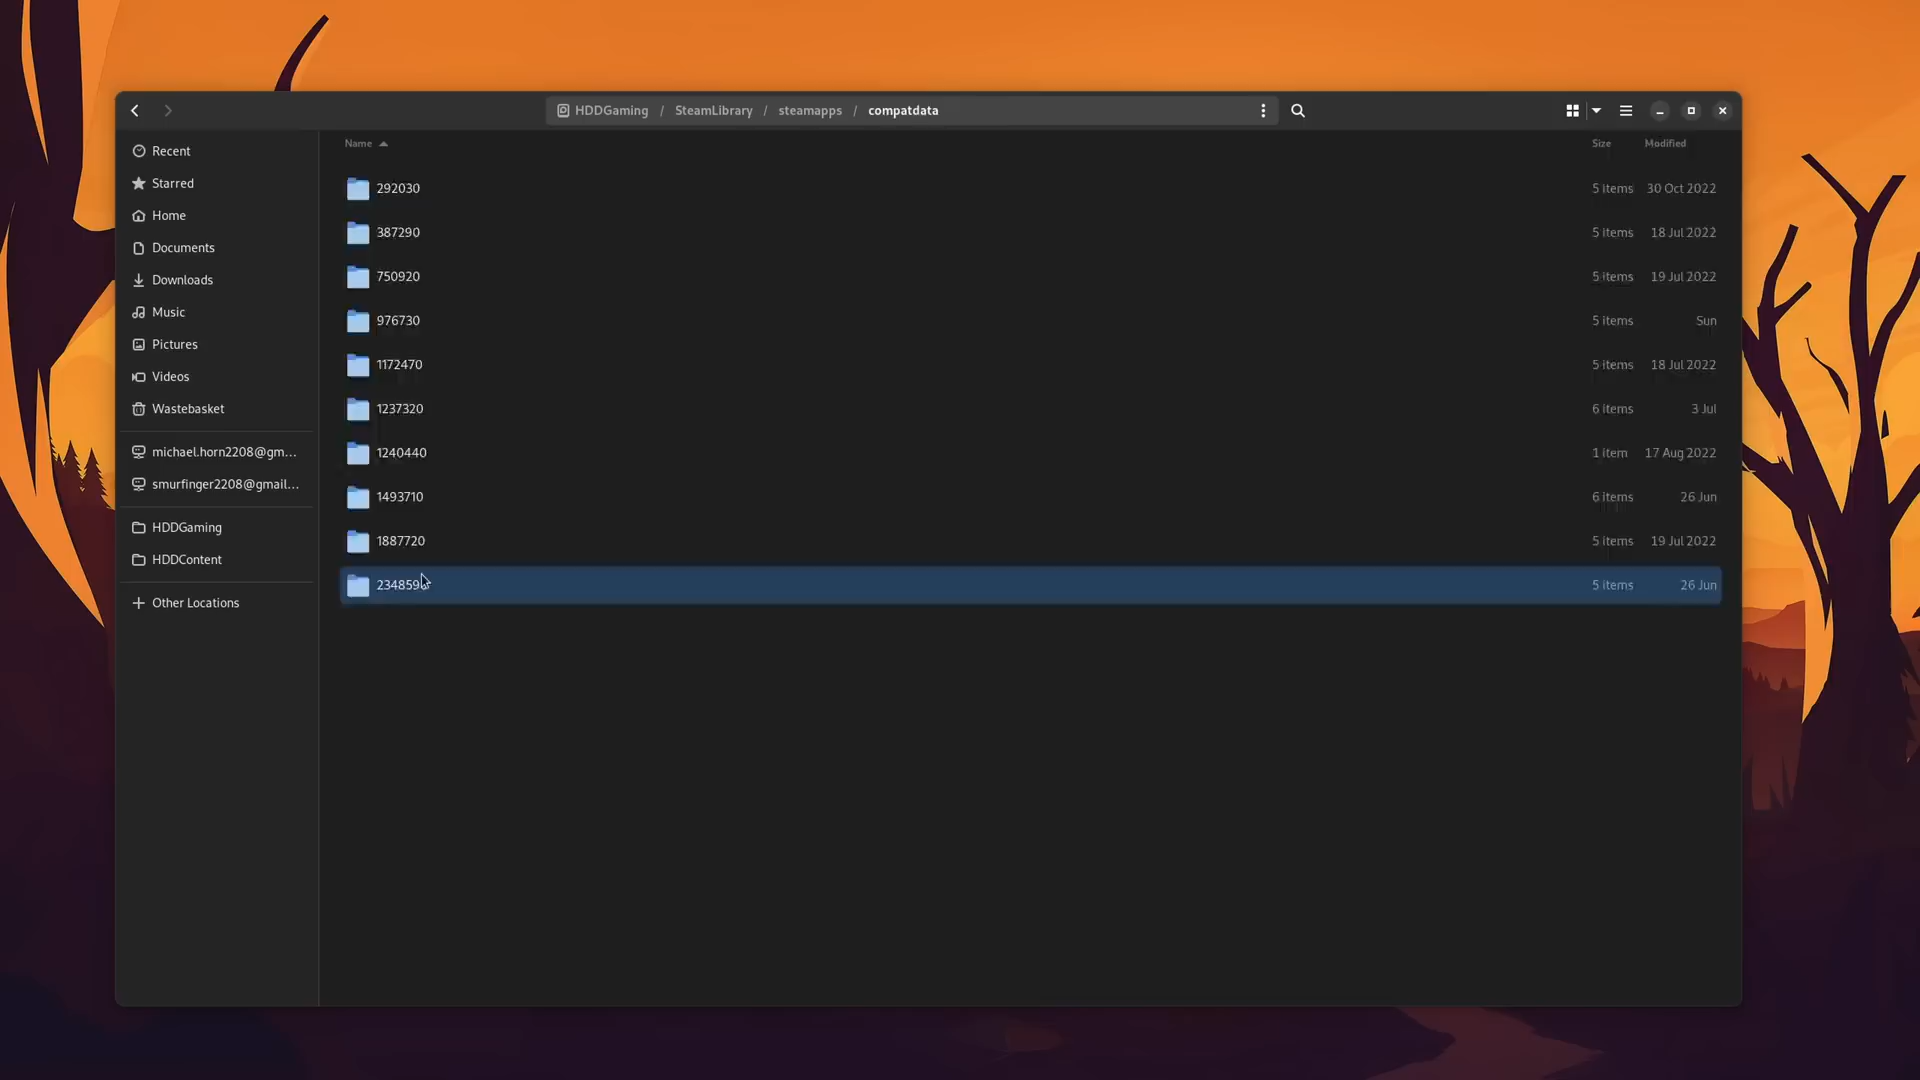 HDDGaming / SteamLibrary / steamapps / compatdata
Name Size Modified
Recent
Starred
Home
Documents
Downloads
Music
Pictures
Videos
Wastebasket
michael.horn2208@gm...
smurfinger2208@gmail...
HDDGaming
HDDContent
Other Locations
292030 5 items 30 Oct 2022
387290 5 items 18 Jul 2022
750920 5 items 19 Jul 2022
976730 5 items Sun
1172470 5 items 18 Jul 2022
1237320 6 items 3 Jul
1240440 1 item 17 Aug 2022
1493710 6 items 26 Jun
1887720 5 items 19 Jul 2022
5 items 26 Jun